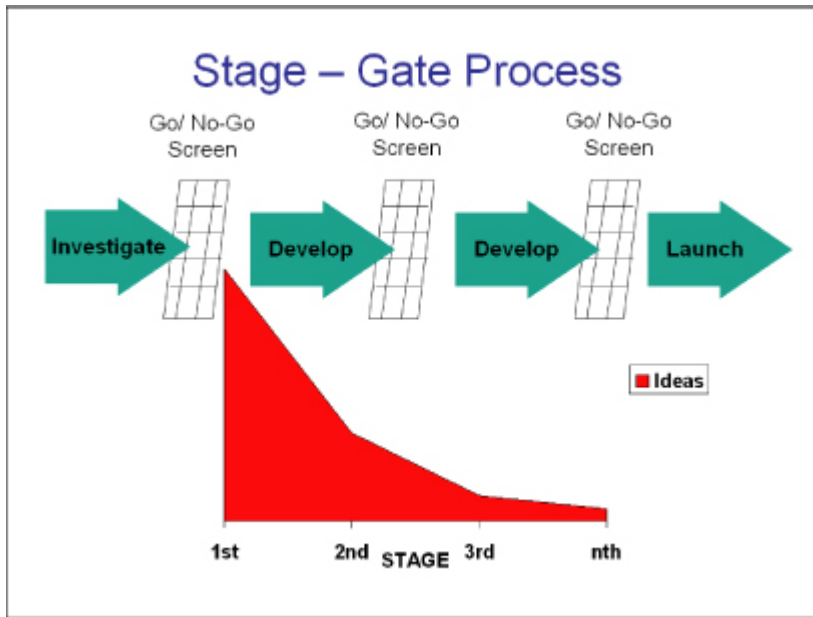 Stage – Gate Process
Go/ No-Go
Screen
Go/ No-Go
Screen
Go/ No-Go
Screen
Investigate
Develop
Develop
Launch
Ideas
1st
2nd
STAGE
3rd
nth